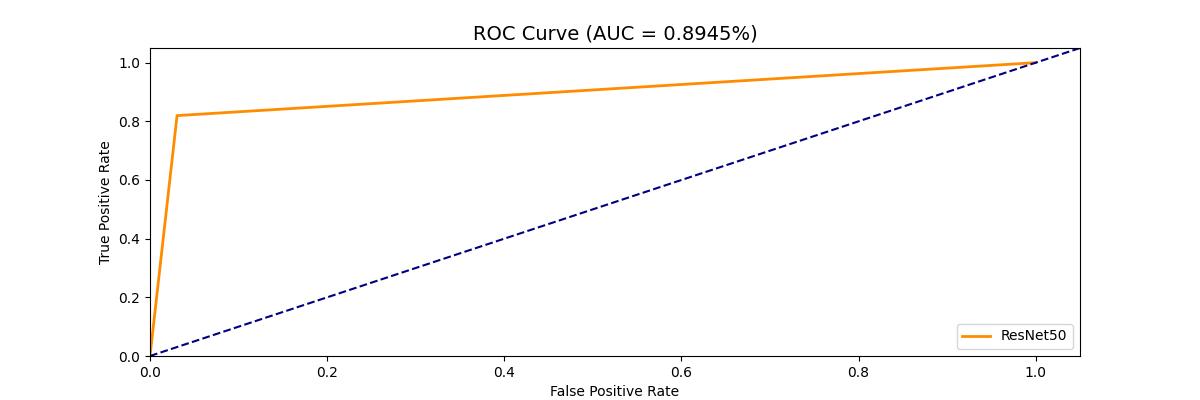 ROC Curve (AUC = 0.8945%)
1.0
0.8
0.6
0.4
0.2
0.0
True Positive Rate
ResNet50
0.0 0.2 0.4 0.6 0.8 1.0
False Positive Rate